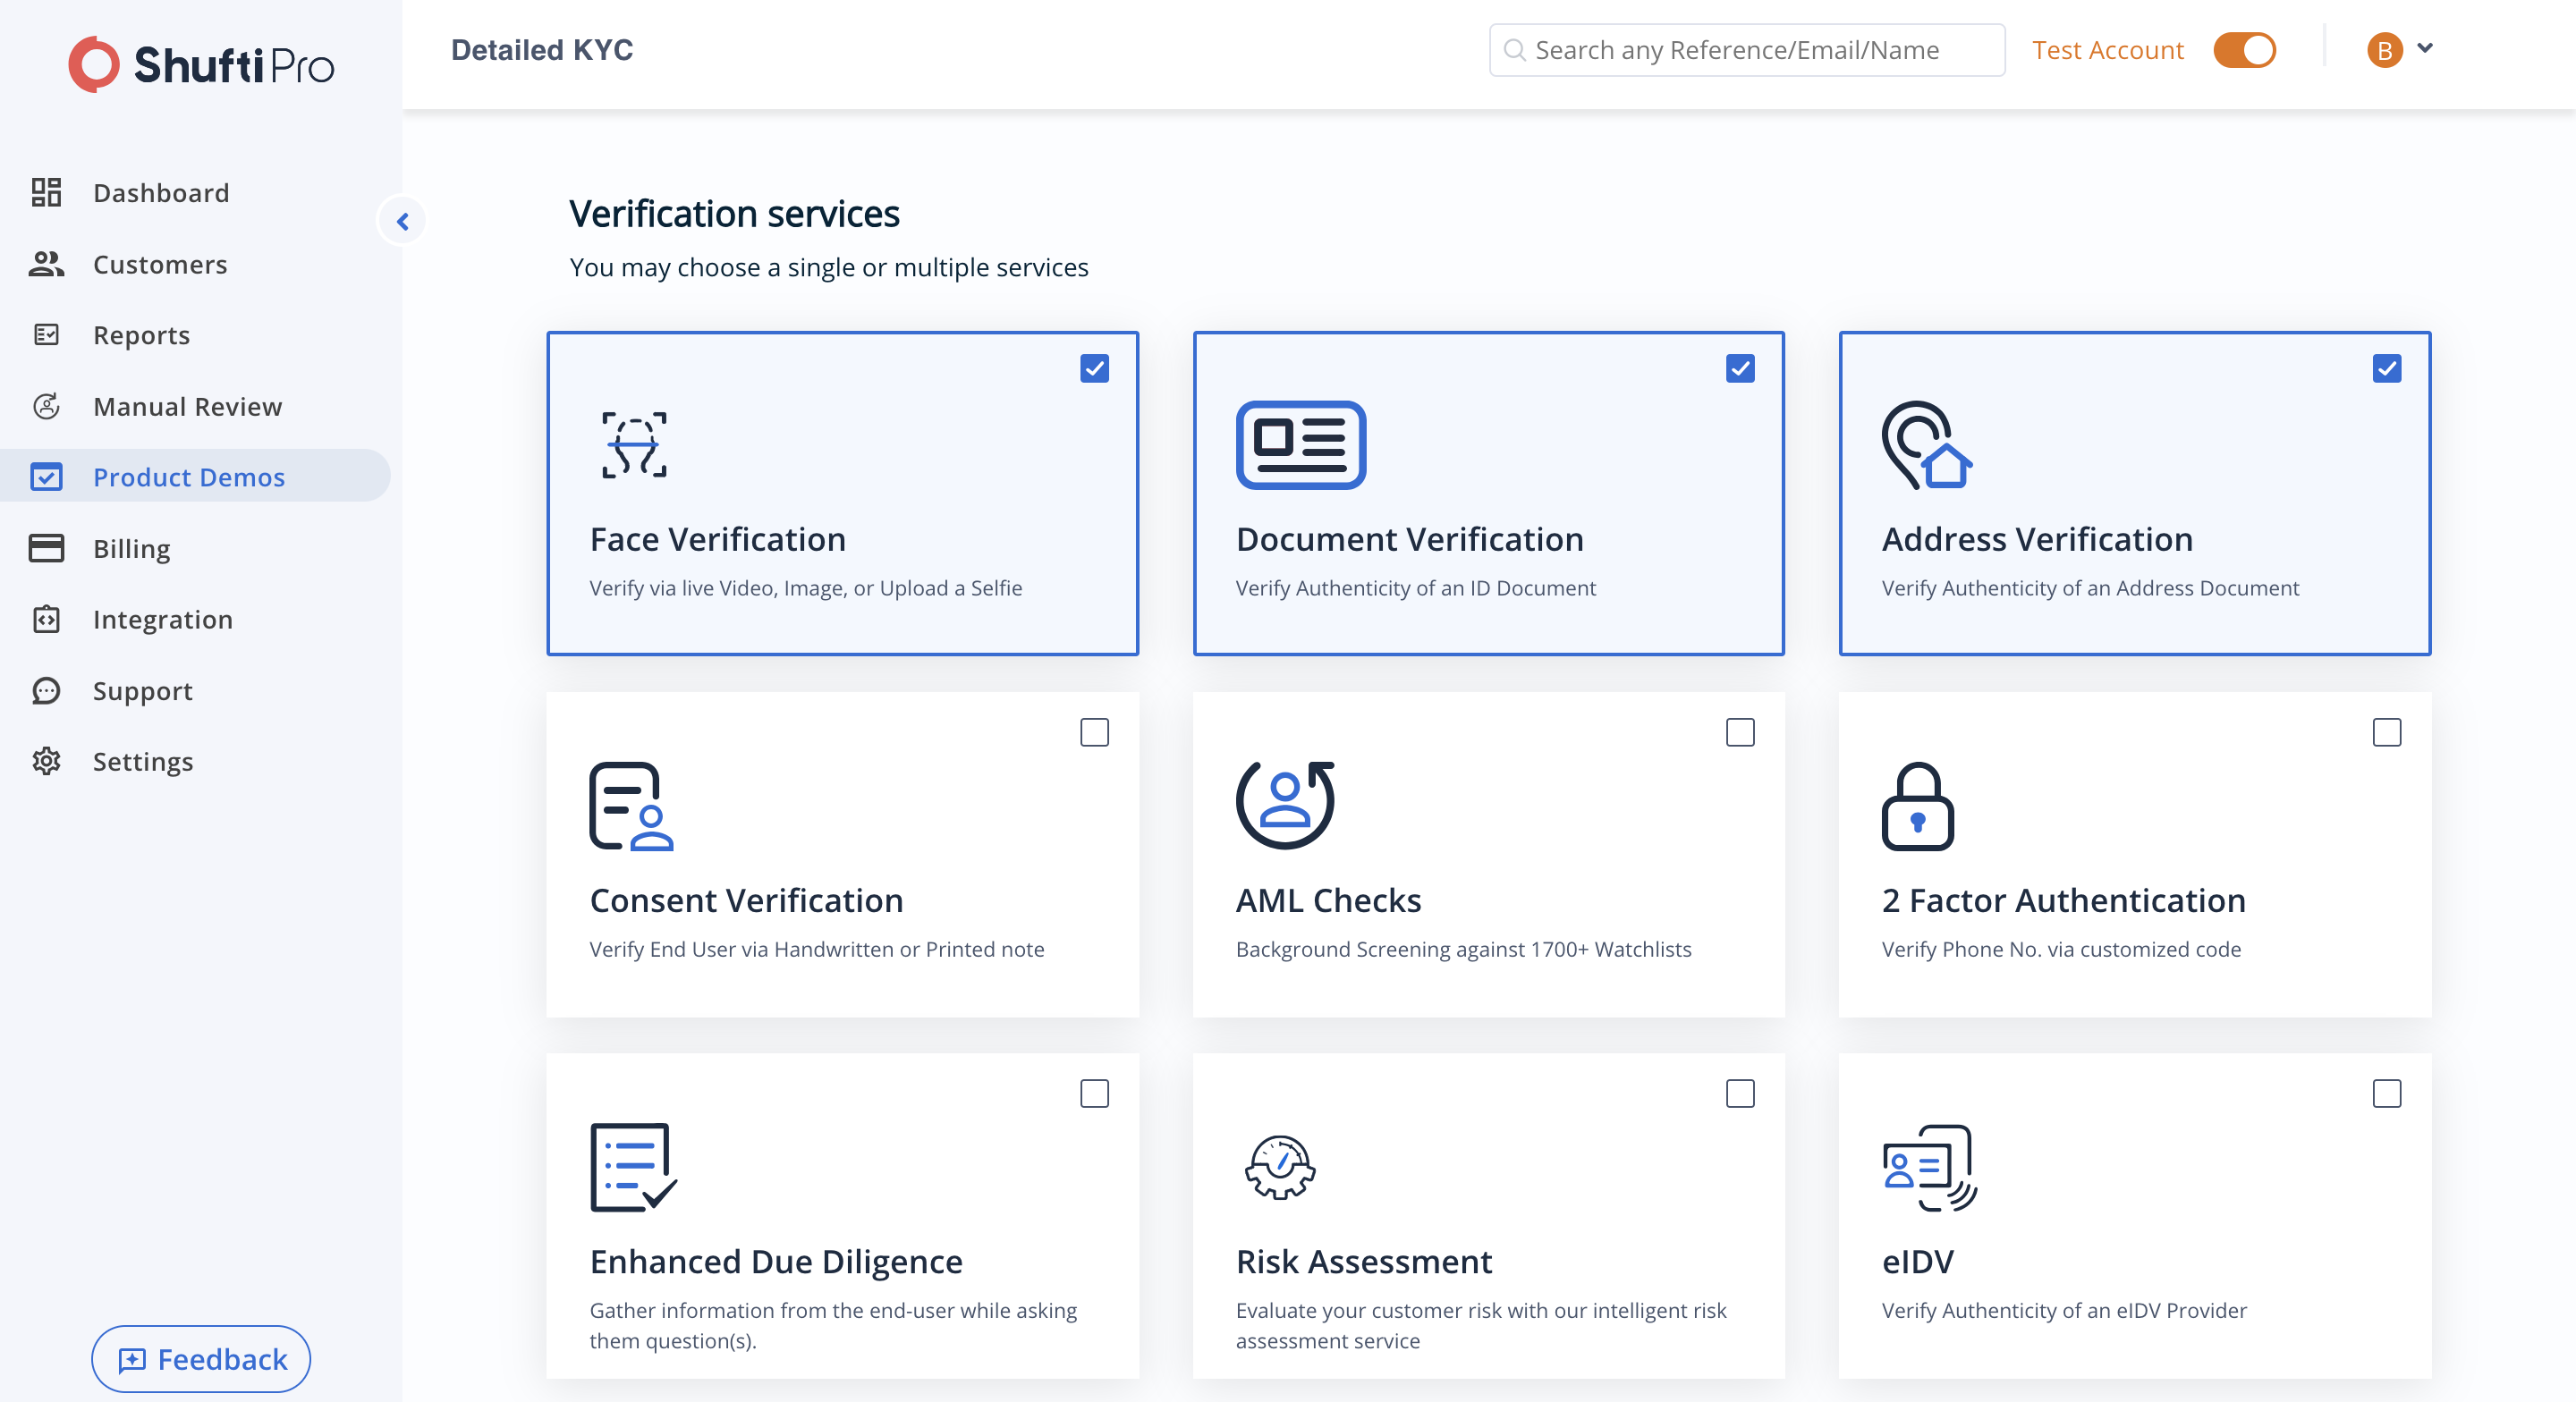 Shufti Pro
Detailed KYC
Search any Reference/Email/Name
Test Account
B
Dashboard
Customers
Reports
Manual Review
Product Demos
Billing
Integration
Support
Settings
Feedback
Verification services
You may choose a single or multiple services
Face Verification
Verify via live Video, Image, or Upload a Selfie
Document Verification
Verify Authenticity of an ID Document
Address Verification
Verify Authenticity of an Address Document
Consent Verification
Verify End User via Handwritten or Printed note
AML Checks
Background Screening against 1700+ Watchlists
2 Factor Authentication
Verify Phone No. via customized code
Enhanced Due Diligence
Gather information from the end-user while asking
them question(s).
Risk Assessment
Evaluate your customer risk with our intelligent risk
assessment service
eIDV
Verify Authenticity of an eIDV Provider